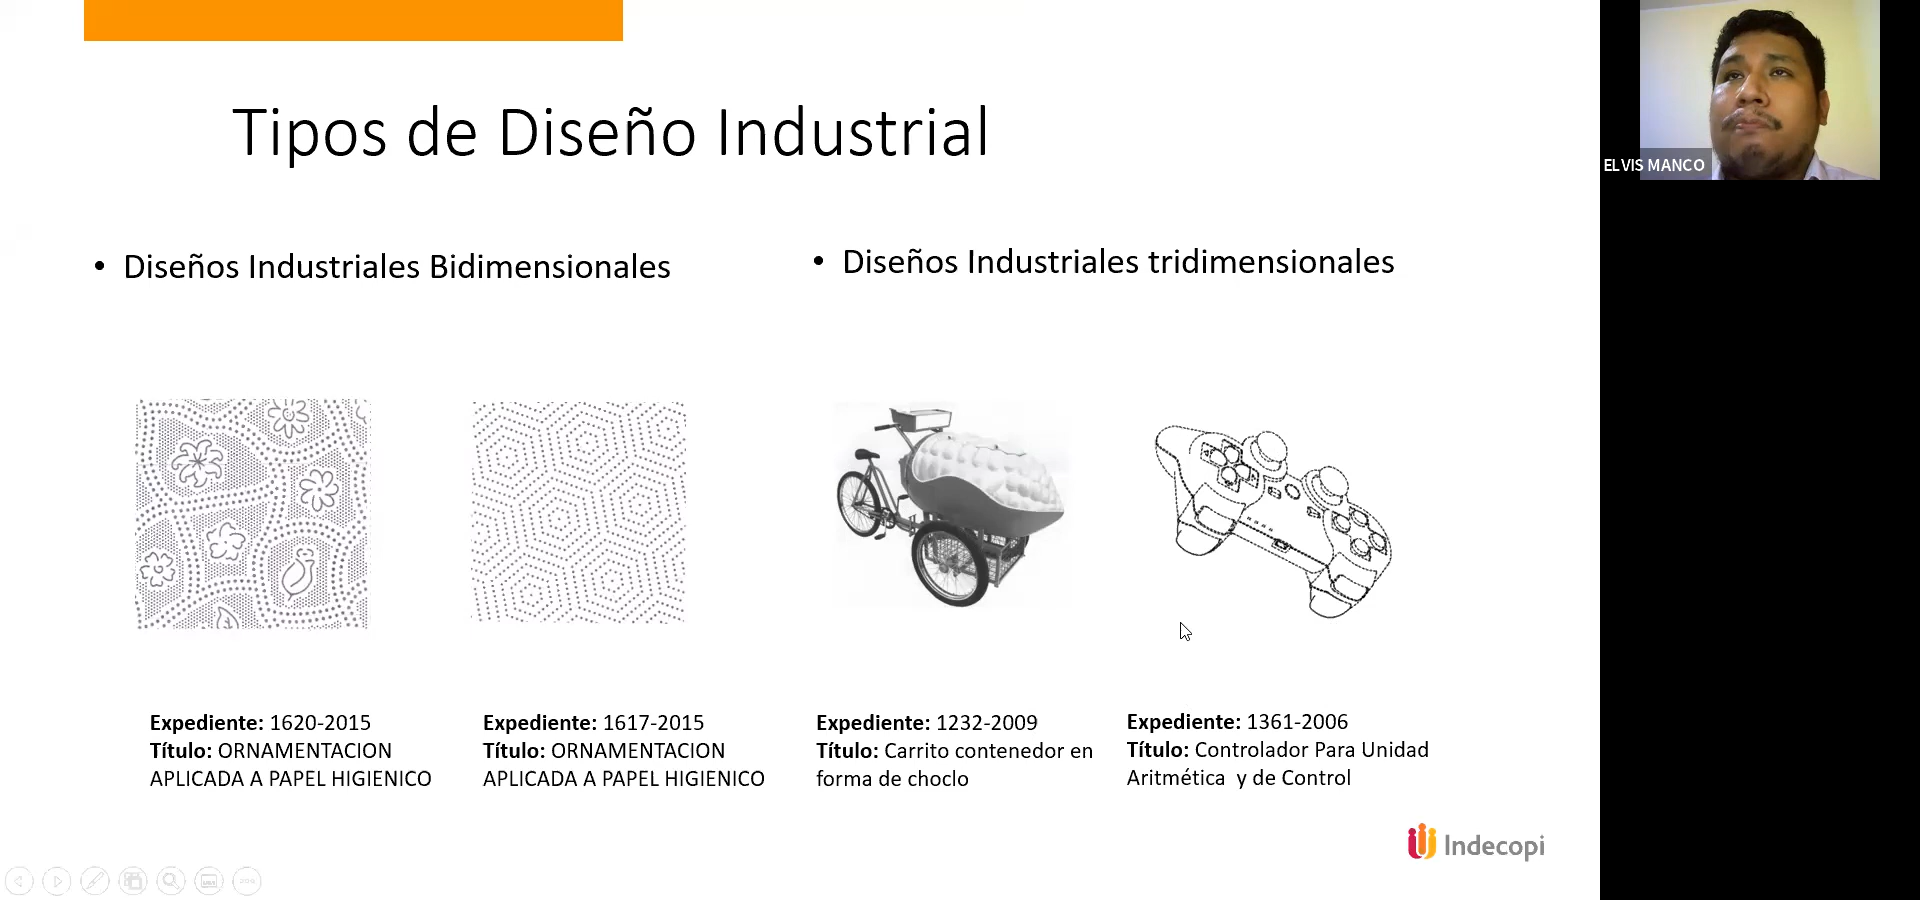 Tipos de Diseño Industrial
• Diseños Industriales Bidimensionales
• Diseños Industriales tridimensionales
Expediente: 1620-2015
Título: ORNAMENTACION
APLICADA A PAPEL HIGIENICO
Expediente: 1617-2015
Título: ORNAMENTACION
APLICADA A PAPEL HIGIENICO
Expediente: 1232-2009
Título: Carrito contenedor en
forma de choclo
Expediente: 1361-2006
Título: Controlador Para Unidad
Aritmética y de Control
Indecopi
ELVIS MANCO